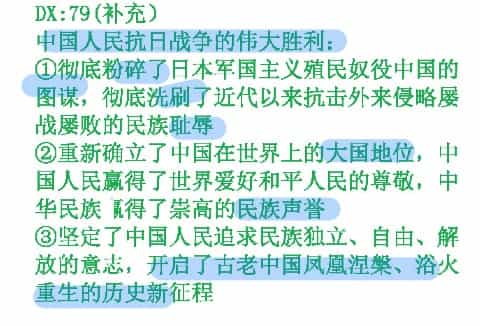 DX:79(补充)
中国人民抗日战争的伟大胜利：
①彻底粉碎了日本军国主义殖民奴役中国的
图谋，彻底洗刷了近代以来抗击外来侵略屡
战屡败的民族耻辱
②重新确立了中国在世界上的大国地位，中
国人民赢得了世界爱好和平人民的尊敬，中
华民族赢得了崇高的民族声誉
③坚定了中国人民追求民族独立、自由、解
放的意志，开启了古老中国凤凰涅槃、浴火
重生的历史新征程